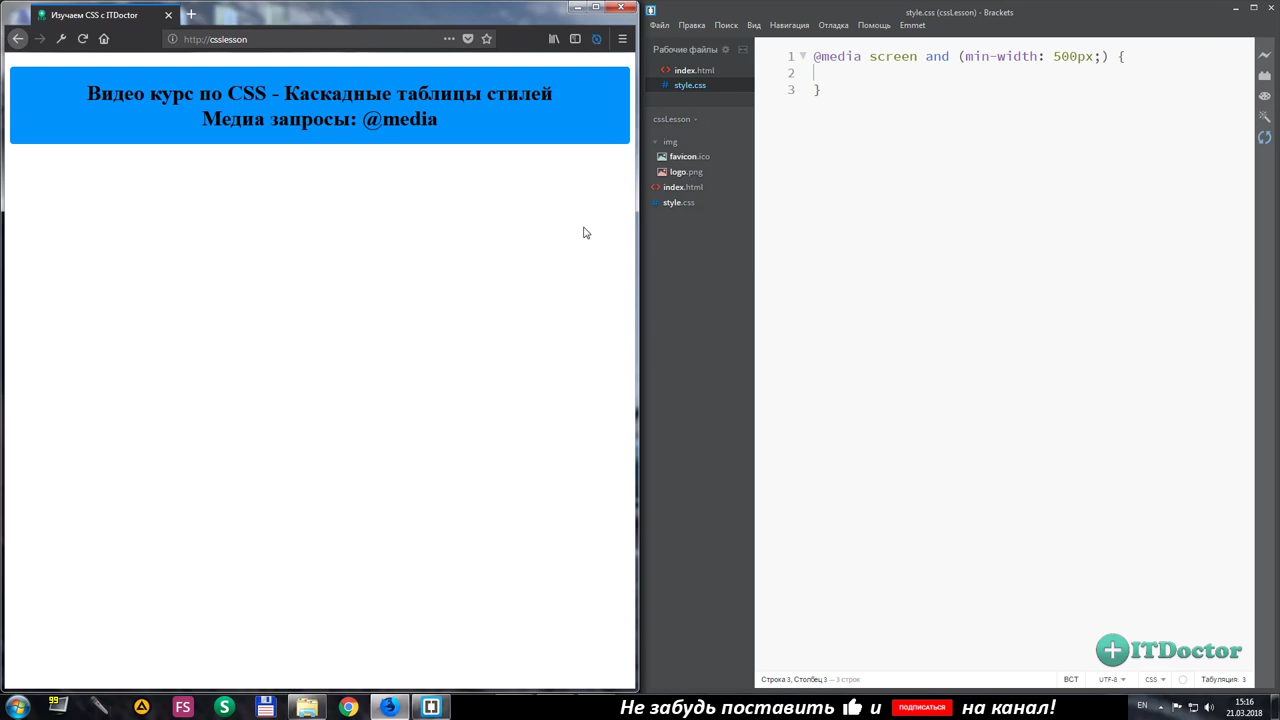 Изучаем CSS с ITDoctor
http://csslesson
Видео курс по CSS - Каскадные таблицы стилей
Медиа запросы: @media
style.css (cssLesson) - Brackets
Файл Правка Поиск Вид Навигация Отладка Помощь Emmet
Рабочие файлы
index.html
style.css
cssLesson
img
favicon.ico
logo.png
index.html
style.css
1 @media screen and (min-width: 500px;) {
2
3 }
ITDoctor
Строка 3, Столбец 3 — 3 строк
ВСТ UTF-8 CSS Табуляция: 3
99
FS
S
Не забудь поставить и ПОДПИСАТЬСЯ на канал!
EN
15:16
21.03.2018